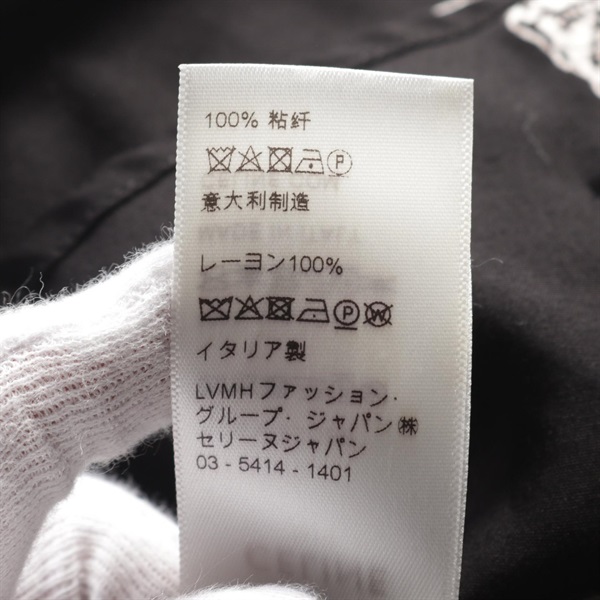 100% 粘纤
意大利制造
レーヨン100%
イタリア製
LVMHファッション・
グループ・ジャパン㈱
セリーヌジャパン
03 - 5414 - 1401